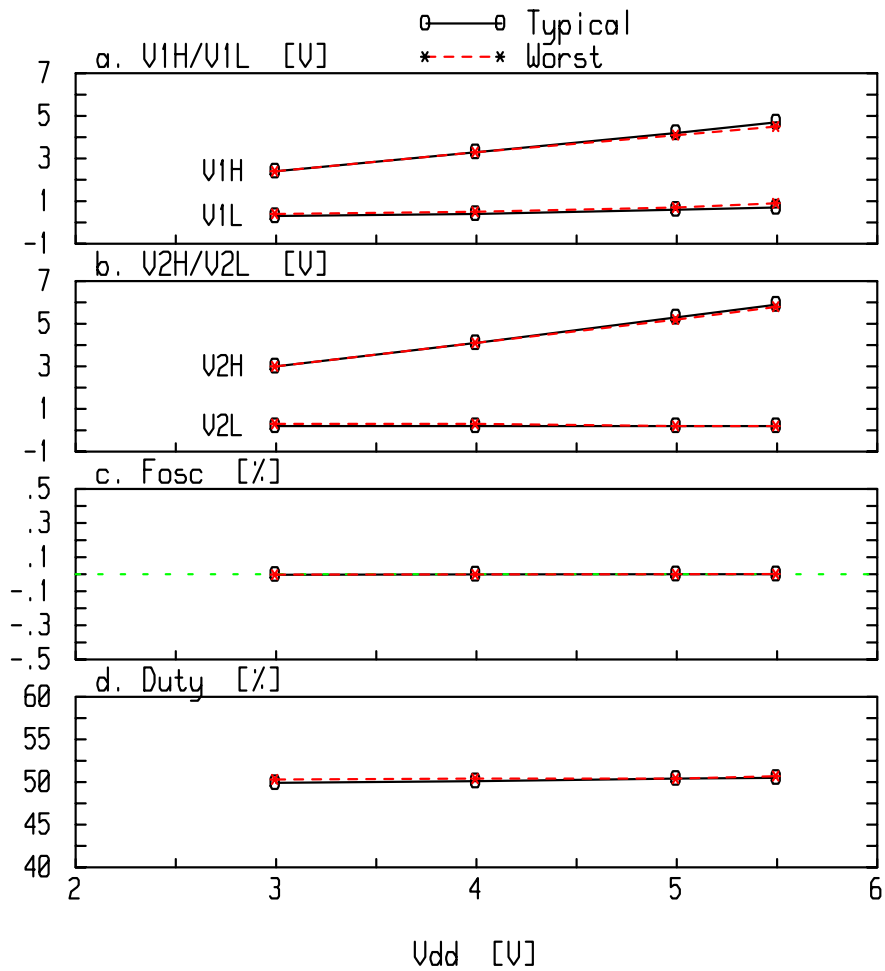 Typical
Worst
a. V1H/V1L [V]
7
5
3
1
-1
V1H
V1L
b. V2H/V2L [V]
7
5
3
1
-1
V2H
V2L
c. Fosc [%]
.5
.3
.1
-.1
-.3
-.5
d. Duty [%]
60
55
50
45
40
2 3 4 5 6
Vdd [V]